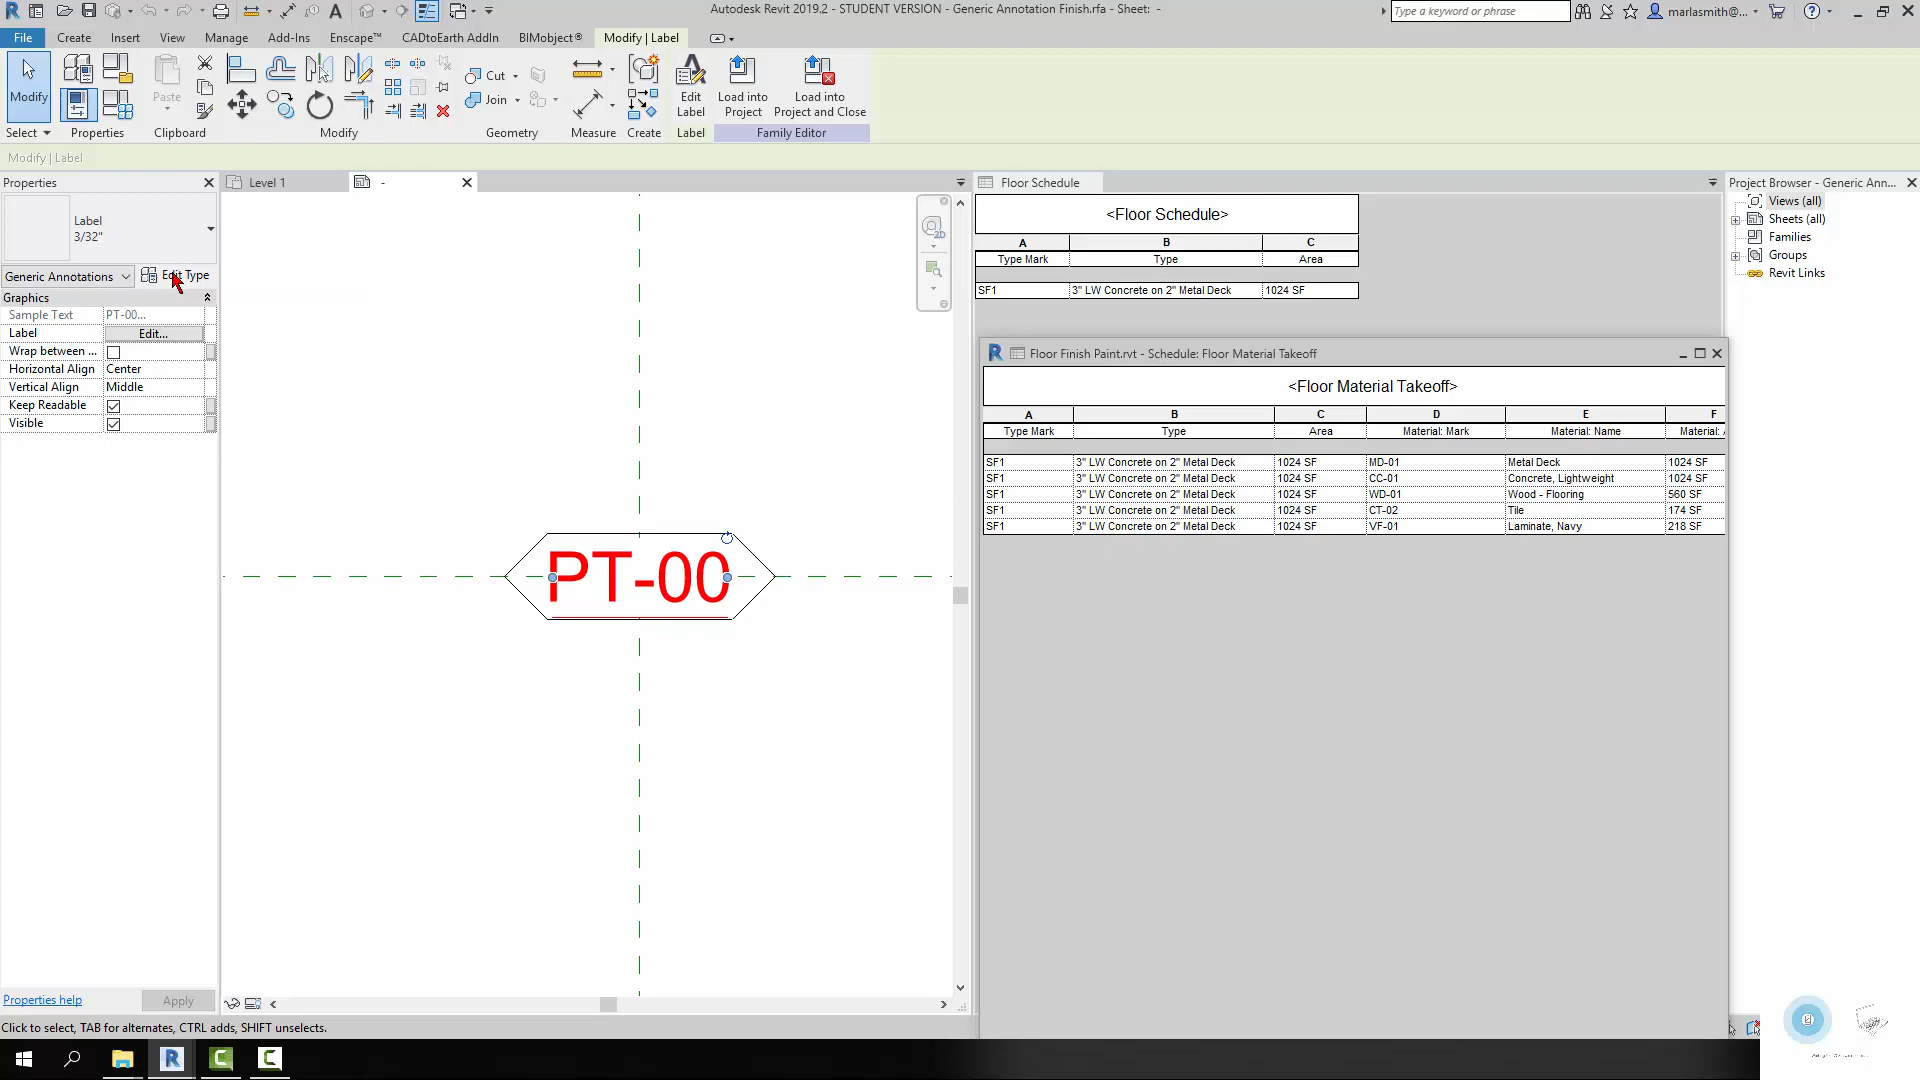 Autodesk Revit 2019.2 - STUDENT VERSION - Generic Annotation Finish.rfa - Sheet: -
Type a keyword or phrase
marlasmith@...
File Create Insert View Manage Add-Ins Enscape™ CADtoEarth AddIn BIMobject® Modify | Label
Modify
Paste
Cut
Join
Edit Label
Load into Project
Load into Project and Close
Select Properties Clipboard Modify Geometry Measure Create Label Family Editor
Modify | Label
Properties
Label
3/32"
Generic Annotations
Edit Type
Graphics
Sample Text PT-00...
Label Edit...
Wrap between ...
Horizontal Align Center
Vertical Align Middle
Keep Readable
Visible
Properties help
Apply
Level 1
-
2D
PT-00
Floor Schedule
<Floor Schedule>
A B C
Type Mark Type Area
SF1 3" LW Concrete on 2" Metal Deck 1024 SF
Floor Finish Paint.rvt - Schedule: Floor Material Takeoff
<Floor Material Takeoff>
A B C D E F
Type Mark Type Area Material: Mark Material: Name Material:
SF1 3" LW Concrete on 2" Metal Deck 1024 SF MD-01 Metal Deck 1024 SF
SF1 3" LW Concrete on 2" Metal Deck 1024 SF CC-01 Concrete, Lightweight 1024 SF
SF1 3" LW Concrete on 2" Metal Deck 1024 SF WD-01 Wood - Flooring 560 SF
SF1 3" LW Concrete on 2" Metal Deck 1024 SF CT-02 Tile 174 SF
SF1 3" LW Concrete on 2" Metal Deck 1024 SF VF-01 Laminate, Navy 218 SF
Project Browser - Generic Ann...
Views (all)
Sheets (all)
Families
Groups
Revit Links
Click to select, TAB for alternates, CTRL adds, SHIFT unselects.